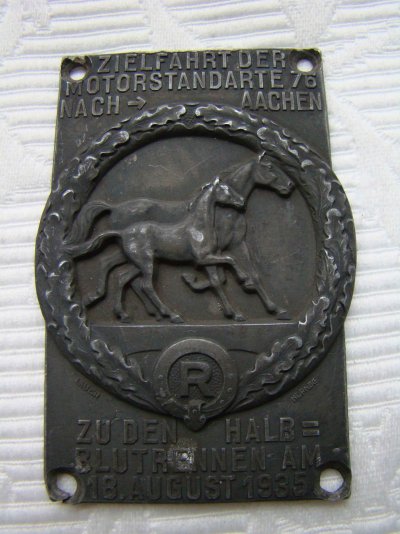 ZIELFAHRT DER
MOTORSTANDARTE 76
NACH → AACHEN
R
ZU DEN HALB=
BLUTRENNEN AM
18. AUGUST 1935